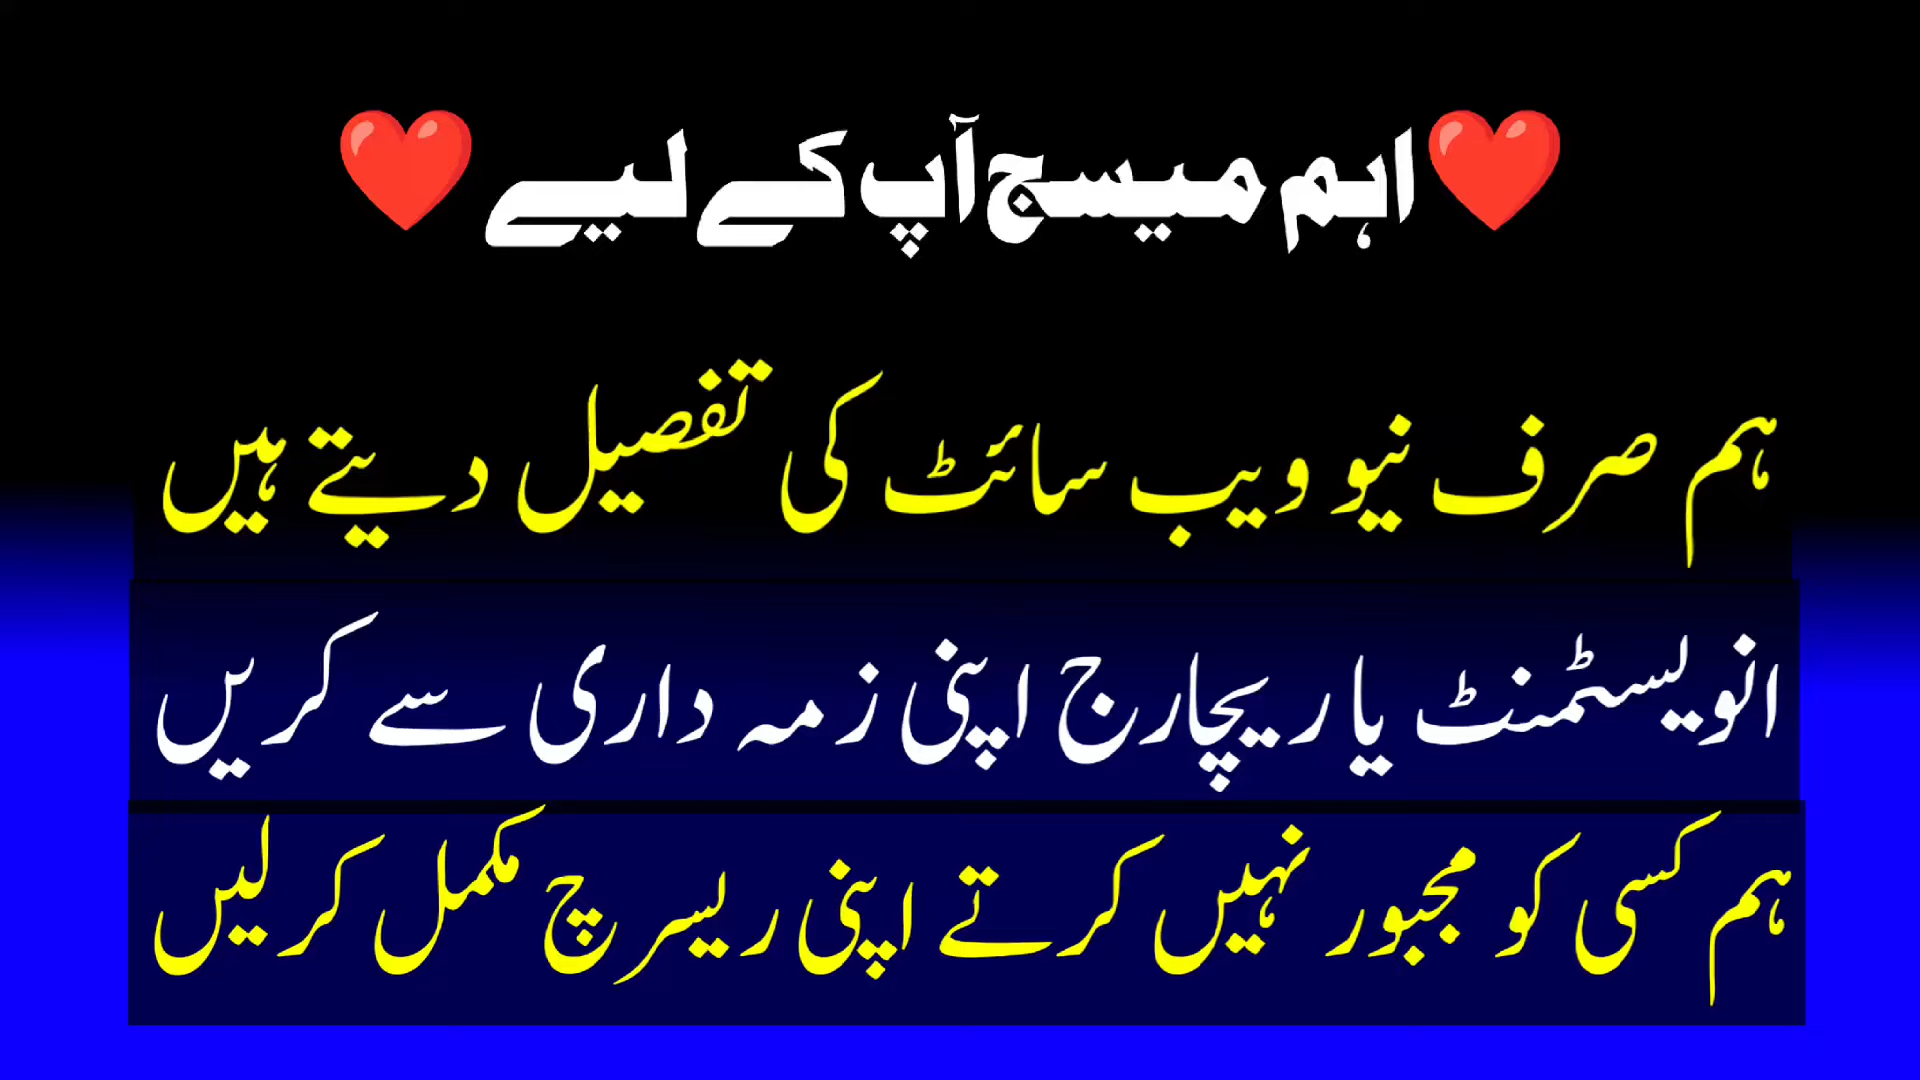 ❤️اہم میسج آپ کے لیے❤️
ہم صرف نیو ویب سائٹ کی تفصیل دیتے ہیں
انویسٹمنٹ یا ریچارج اپنی زمہ داری سے کریں
ہم کسی کو مجبور نہیں کرتے اپنی ریسرچ مکمل کرلیں